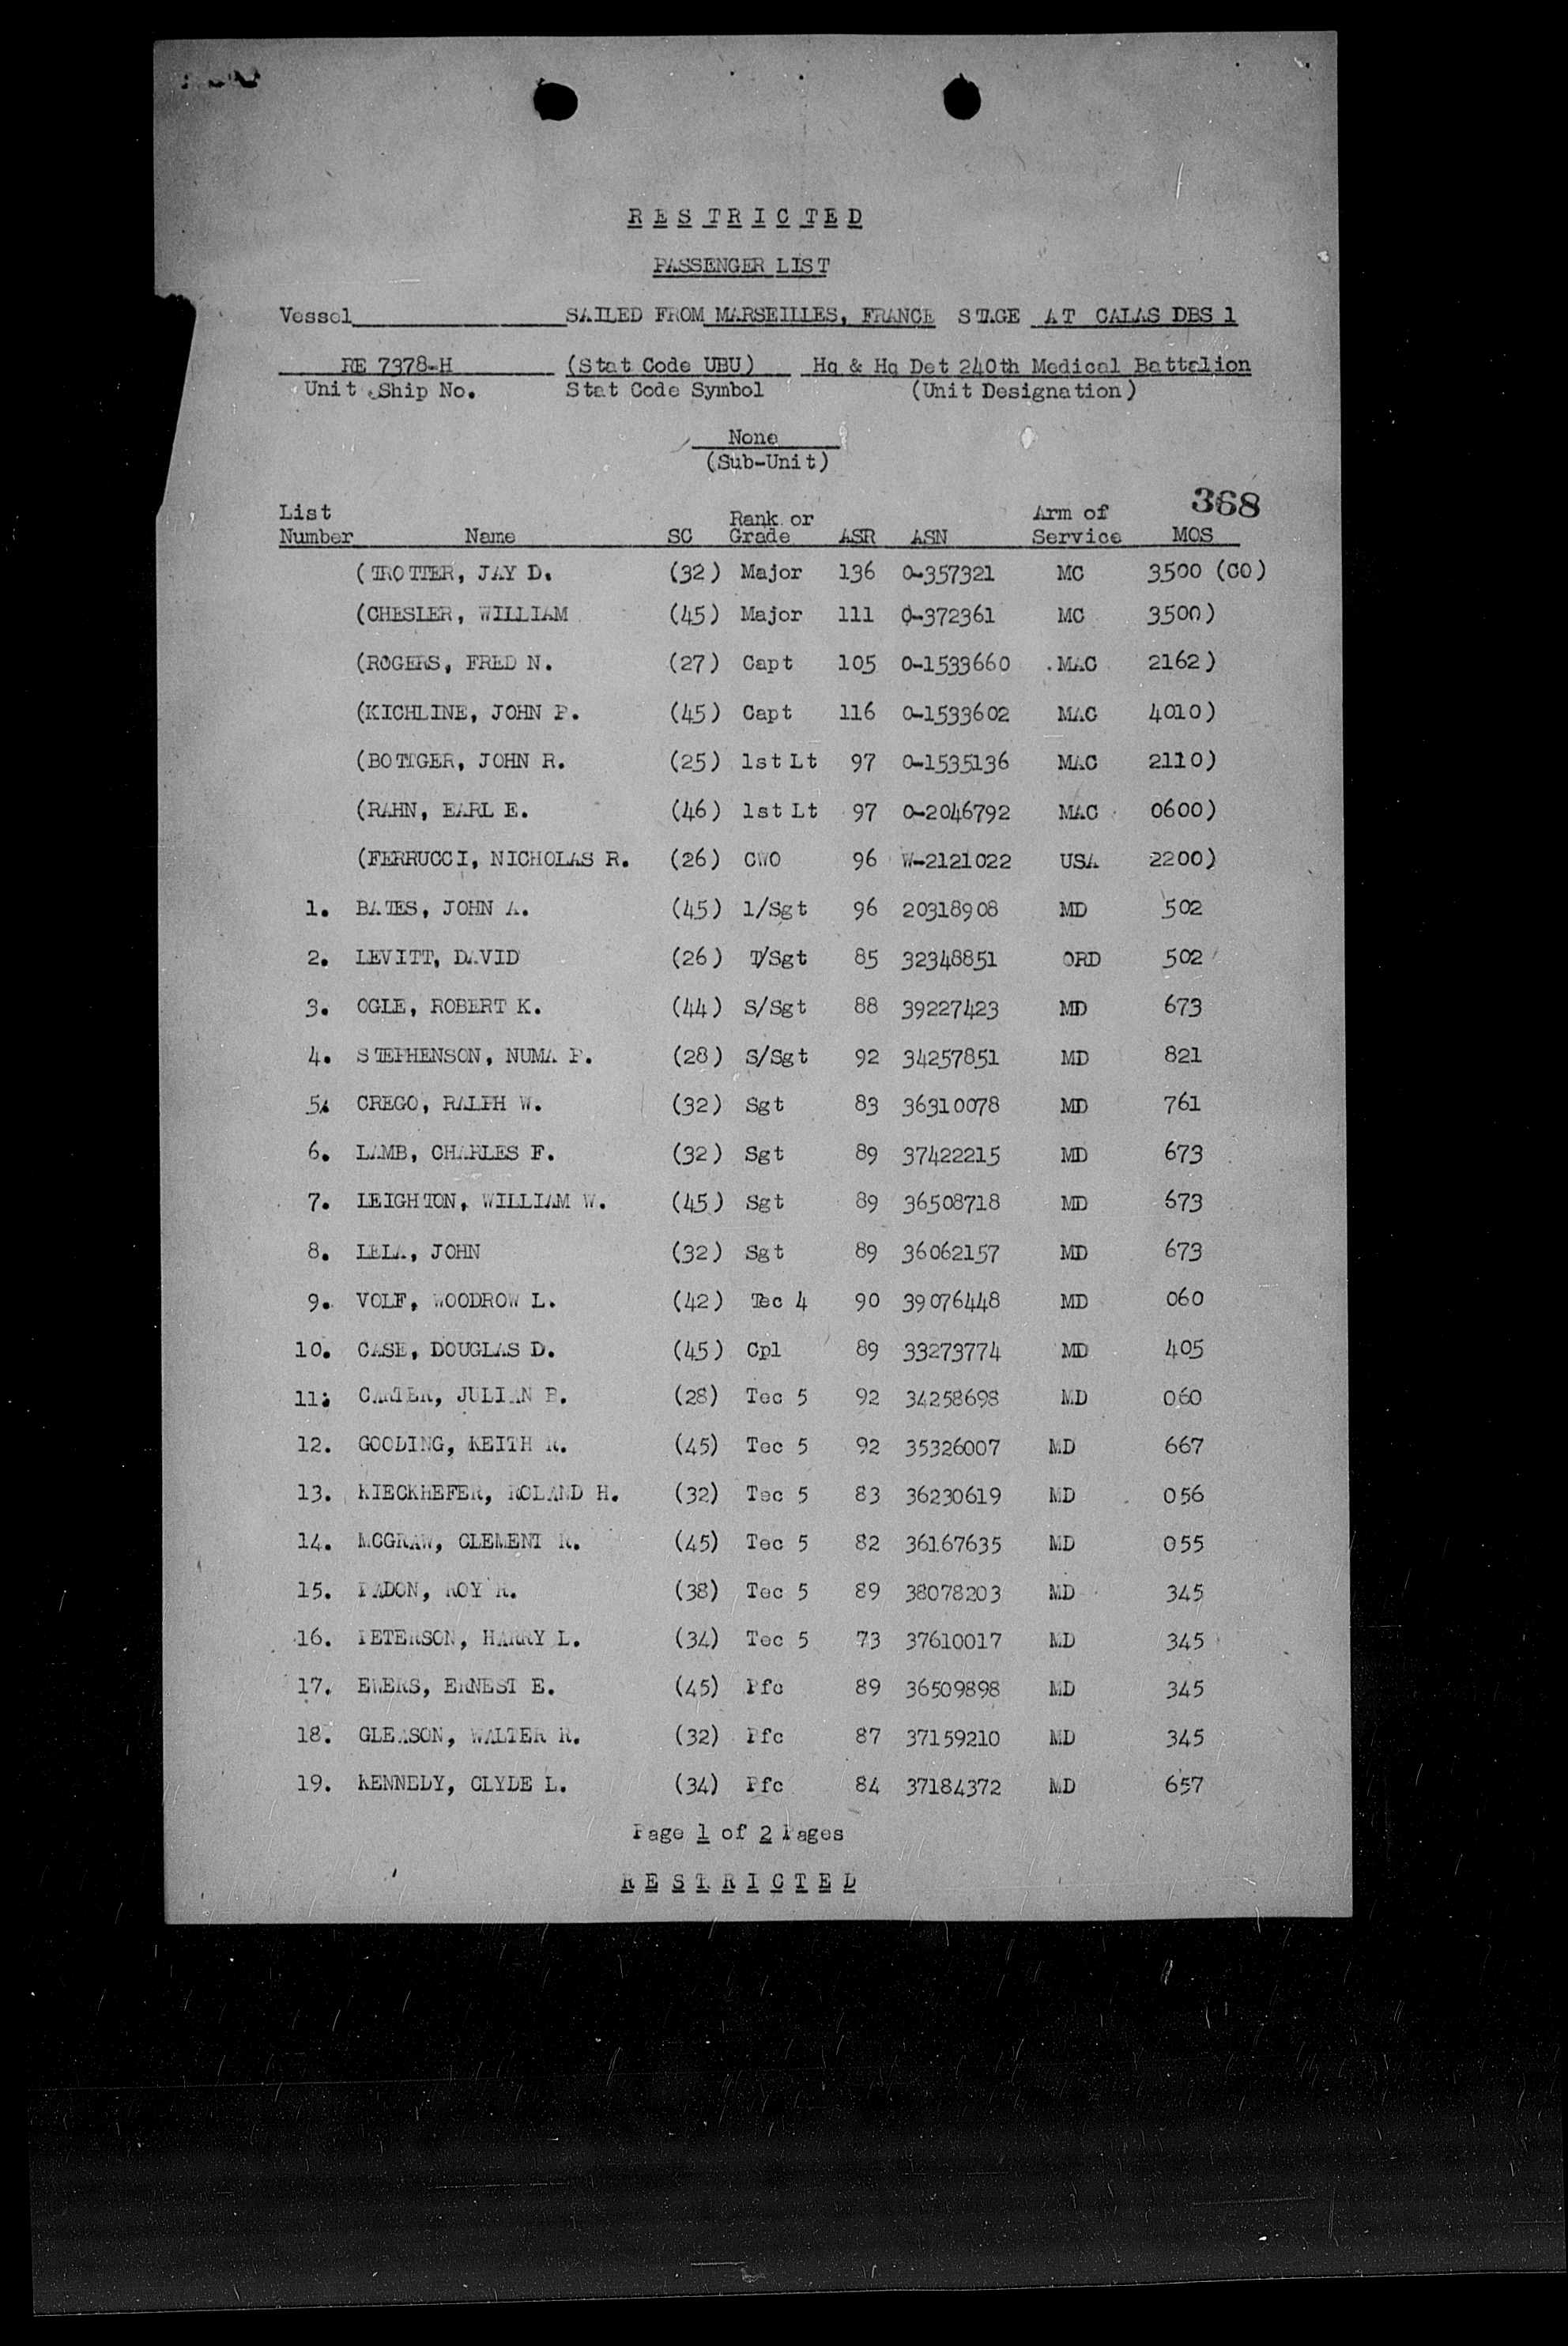 RESTRICTED
PASSENGER LIST
Vessel SAILED FROM MARSEILLES, FRANCE STAGE AT CALAS DBS 1
RE 7378-H (Stat Code UBU) Hq & Hq Det 240th Medical Battalion
Unit Ship No. Stat Code Symbol (Unit Designation)
None
(Sub-Unit)
368
List Number Name SC Rank or Grade ASR ASN Arm of Service MOS
(TROTTER, JAY D. (32) Major 136 O-357321 MC 3500 (CO)
(CHESLER, WILLIAM (45) Major 111 O-372361 MC 3500)
(ROGERS, FRED N. (27) Capt 105 O-1533660 MAC 2162)
(KICHLINE, JOHN P. (45) Capt 116 O-1533602 MAC 4010)
(BOTTGER, JOHN R. (25) 1st Lt 97 O-1535136 MAC 2110)
(RAHN, EARL E. (46) 1st Lt 97 O-2046792 MAC 0600)
(FERRUCCI, NICHOLAS R. (26) CWO 96 W-2121022 USA 2200)
1. BATES, JOHN A. (45) 1/Sgt 96 20318908 MD 502
2. LEVITT, DAVID (26) T/Sgt 85 32348851 ORD 502
3. OGLE, ROBERT K. (44) S/Sgt 88 39227423 MD 673
4. STEPHENSON, NUMA P. (28) S/Sgt 92 34257851 MD 821
5. CREGO, RALPH W. (32) Sgt 83 36310078 MD 761
6. LAMB, CHARLES F. (32) Sgt 89 37422215 MD 673
7. LEIGHTON, WILLIAM W. (45) Sgt 89 36508718 MD 673
8. LELA, JOHN (32) Sgt 89 36062157 MD 673
9. VOLF, WOODROW L. (42) Tec 4 90 39076448 MD 060
10. CASE, DOUGLAS D. (45) Cpl 89 33273774 MD 405
11. CARTER, JULIAN B. (28) Tec 5 92 34258698 MD 060
12. GOODING, KEITH R. (45) Tec 5 92 35326007 MD 667
13. KIECKHEFER, ROLAND H. (32) Tec 5 83 36230619 MD 056
14. MCGRAW, CLEMENT R. (45) Tec 5 82 36167635 MD 055
15. PADON, ROY R. (38) Tec 5 89 38078203 MD 345
16. PETERSON, HARRY L. (34) Tec 5 73 37610017 MD 345
17. EWERS, ERNEST E. (45) Pfc 89 36509898 MD 345
18. GLEASON, WALTER R. (32) Pfc 87 37159210 MD 345
19. KENNEDY, CLYDE L. (34) Pfc 84 37184372 MD 657
Page 1 of 2 Pages
RESTRICTED